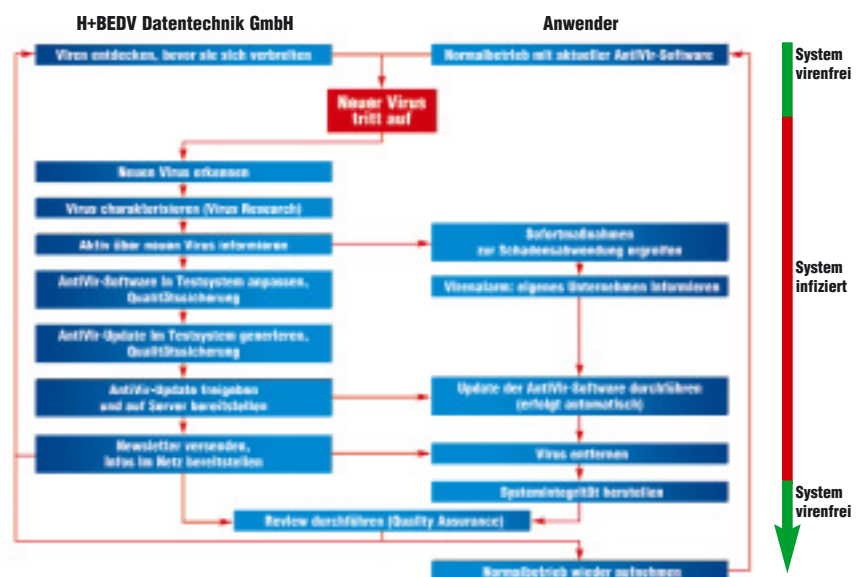 H+BEDV Datentechnik GmbH
Anwender
Viren entdecken, bevor sie sich verbreiten
Normalbetrieb mit aktueller AntiVir-Software
Neuer Virus
tritt auf
Neuen Virus erkennen
Virus charakterisieren (Virus Research)
Aktiv über neuen Virus informieren
Sofortmaßnahmen
zur Schadensabwendung ergreifen
AntiVir-Software in Testsystem anpassen,
Qualitätssicherung
Virenalarm: eigenes Unternehmen informieren
AntiVir-Update im Testsystem generieren,
Qualitätssicherung
AntiVir-Update freigeben
und auf Server bereitstellen
Update der AntiVir-Software durchführen
(erfolgt automatisch)
Newsletter versenden,
Infos im Netz bereitstellen
Virus entfernen
Systemintegrität herstellen
Review durchführen (Quality Assurance)
Normalbetrieb wieder aufnehmen
System
virenfrei
System
infiziert
System
virenfrei